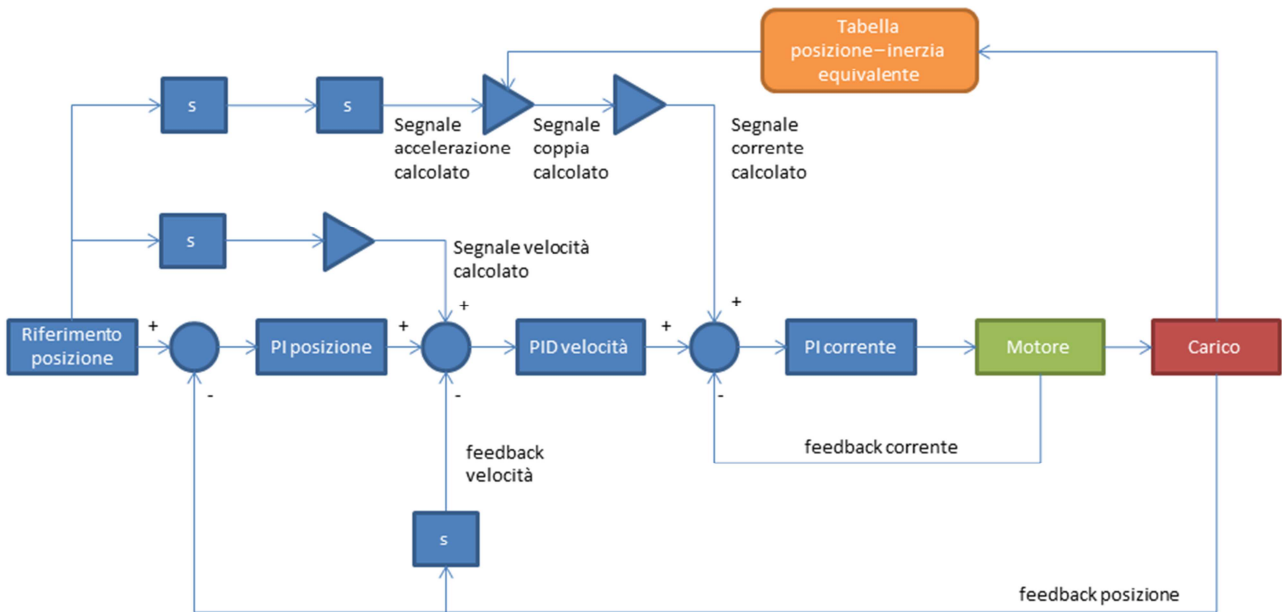 Tabella
posizione–inerzia
equivalente
s
s
Segnale
accelerazione
calcolato
Segnale
coppia
calcolato
Segnale
corrente
calcolato
s
Segnale velocità
calcolato
+
+
Riferimento
posizione
+
PI posizione
+
PID velocità
+
PI corrente
Motore
Carico
-
-
-
feedback
velocità
feedback corrente
s
feedback posizione